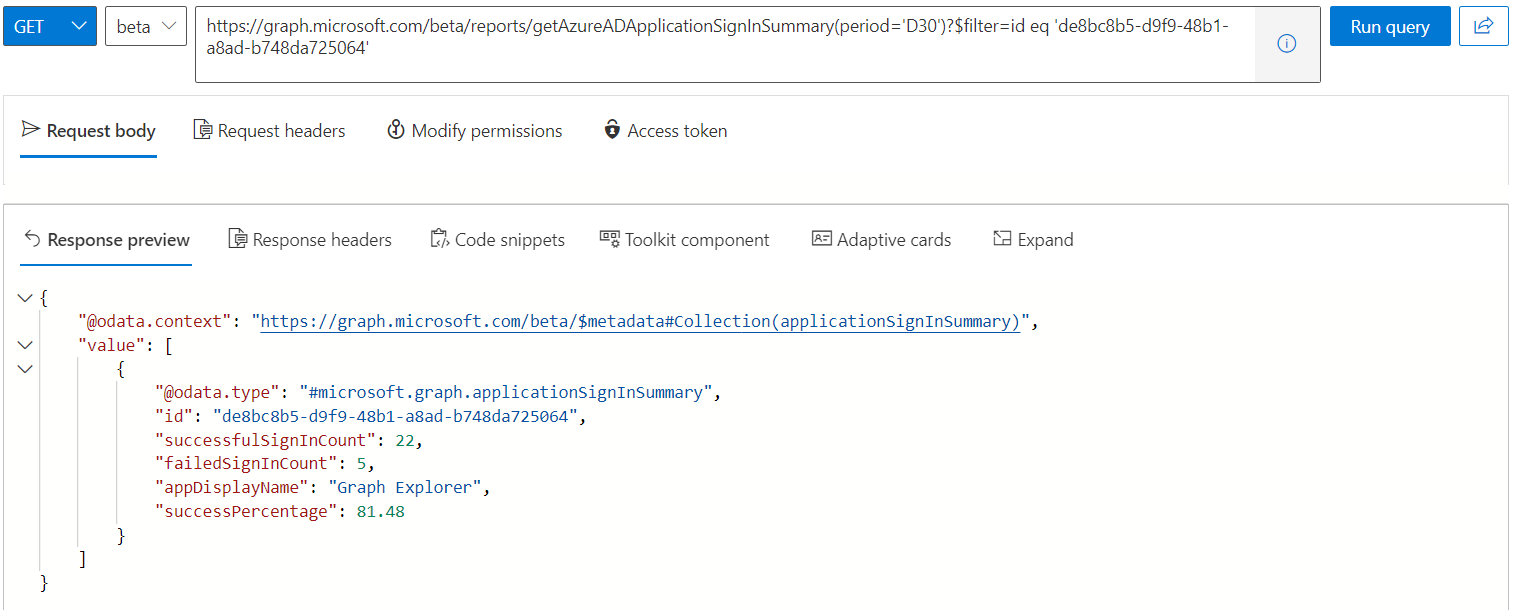 GET
beta
https://graph.microsoft.com/beta/reports/getAzureADApplicationSignInSummary(period='D30')?$filter=id eq 'de8bc8b5-d9f9-48b1-
a8ad-b748da725064'
Run query
Request body Request headers Modify permissions Access token
Response preview Response headers Code snippets Toolkit component Adaptive cards Expand
{
"@odata.context": "https://graph.microsoft.com/beta/$metadata#Collection(applicationSignInSummary)",
"value": [
{
"@odata.type": "#microsoft.graph.applicationSignInSummary",
"id": "de8bc8b5-d9f9-48b1-a8ad-b748da725064",
"successfulSignInCount": 22,
"failedSignInCount": 5,
"appDisplayName": "Graph Explorer",
"successPercentage": 81.48
}
]
}